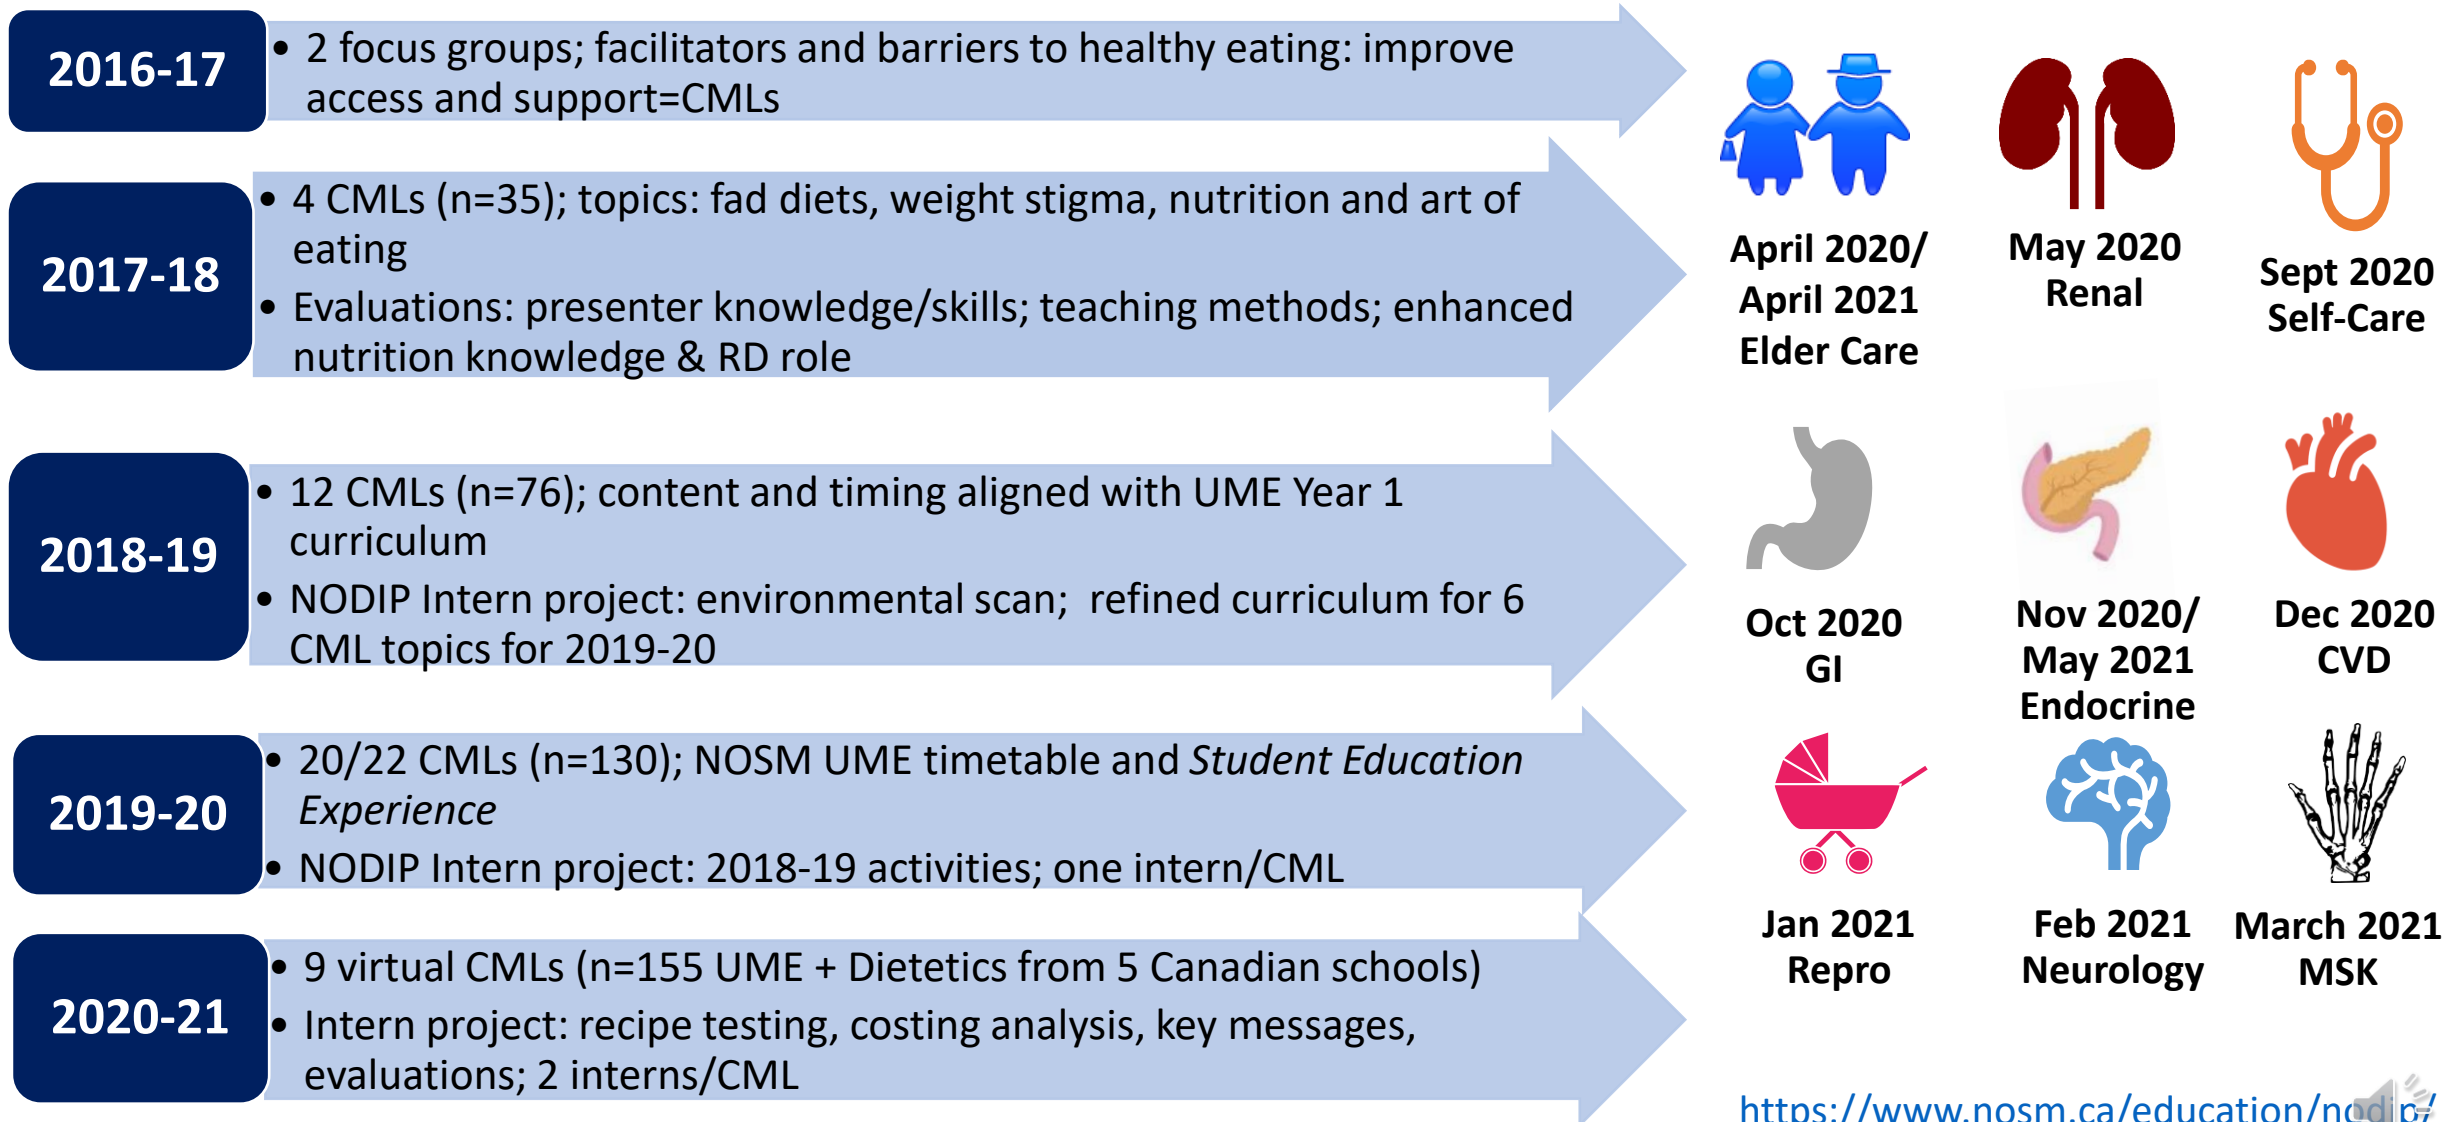 2016-17
• 2 focus groups; facilitators and barriers to healthy eating: improve
access and support=CMLs
2017-18
• 4 CMLs (n=35); topics: fad diets, weight stigma, nutrition and art of
eating
• Evaluations: presenter knowledge/skills; teaching methods; enhanced
nutrition knowledge & RD role
2018-19
• 12 CMLs (n=76); content and timing aligned with UME Year 1
curriculum
• NODIP Intern project: environmental scan; refined curriculum for 6
CML topics for 2019-20
2019-20
• 20/22 CMLs (n=130); NOSM UME timetable and Student Education
Experience
• NODIP Intern project: 2018-19 activities; one intern/CML
2020-21
• 9 virtual CMLs (n=155 UME + Dietetics from 5 Canadian schools)
• Intern project: recipe testing, costing analysis, key messages,
evaluations; 2 interns/CML
April 2020/
April 2021
Elder Care
May 2020
Renal
Sept 2020
Self-Care
Oct 2020
GI
Nov 2020/
May 2021
Endocrine
Dec 2020
CVD
Jan 2021
Repro
Feb 2021
Neurology
March 2021
MSK
https://www.nosm.ca/education/nodip/